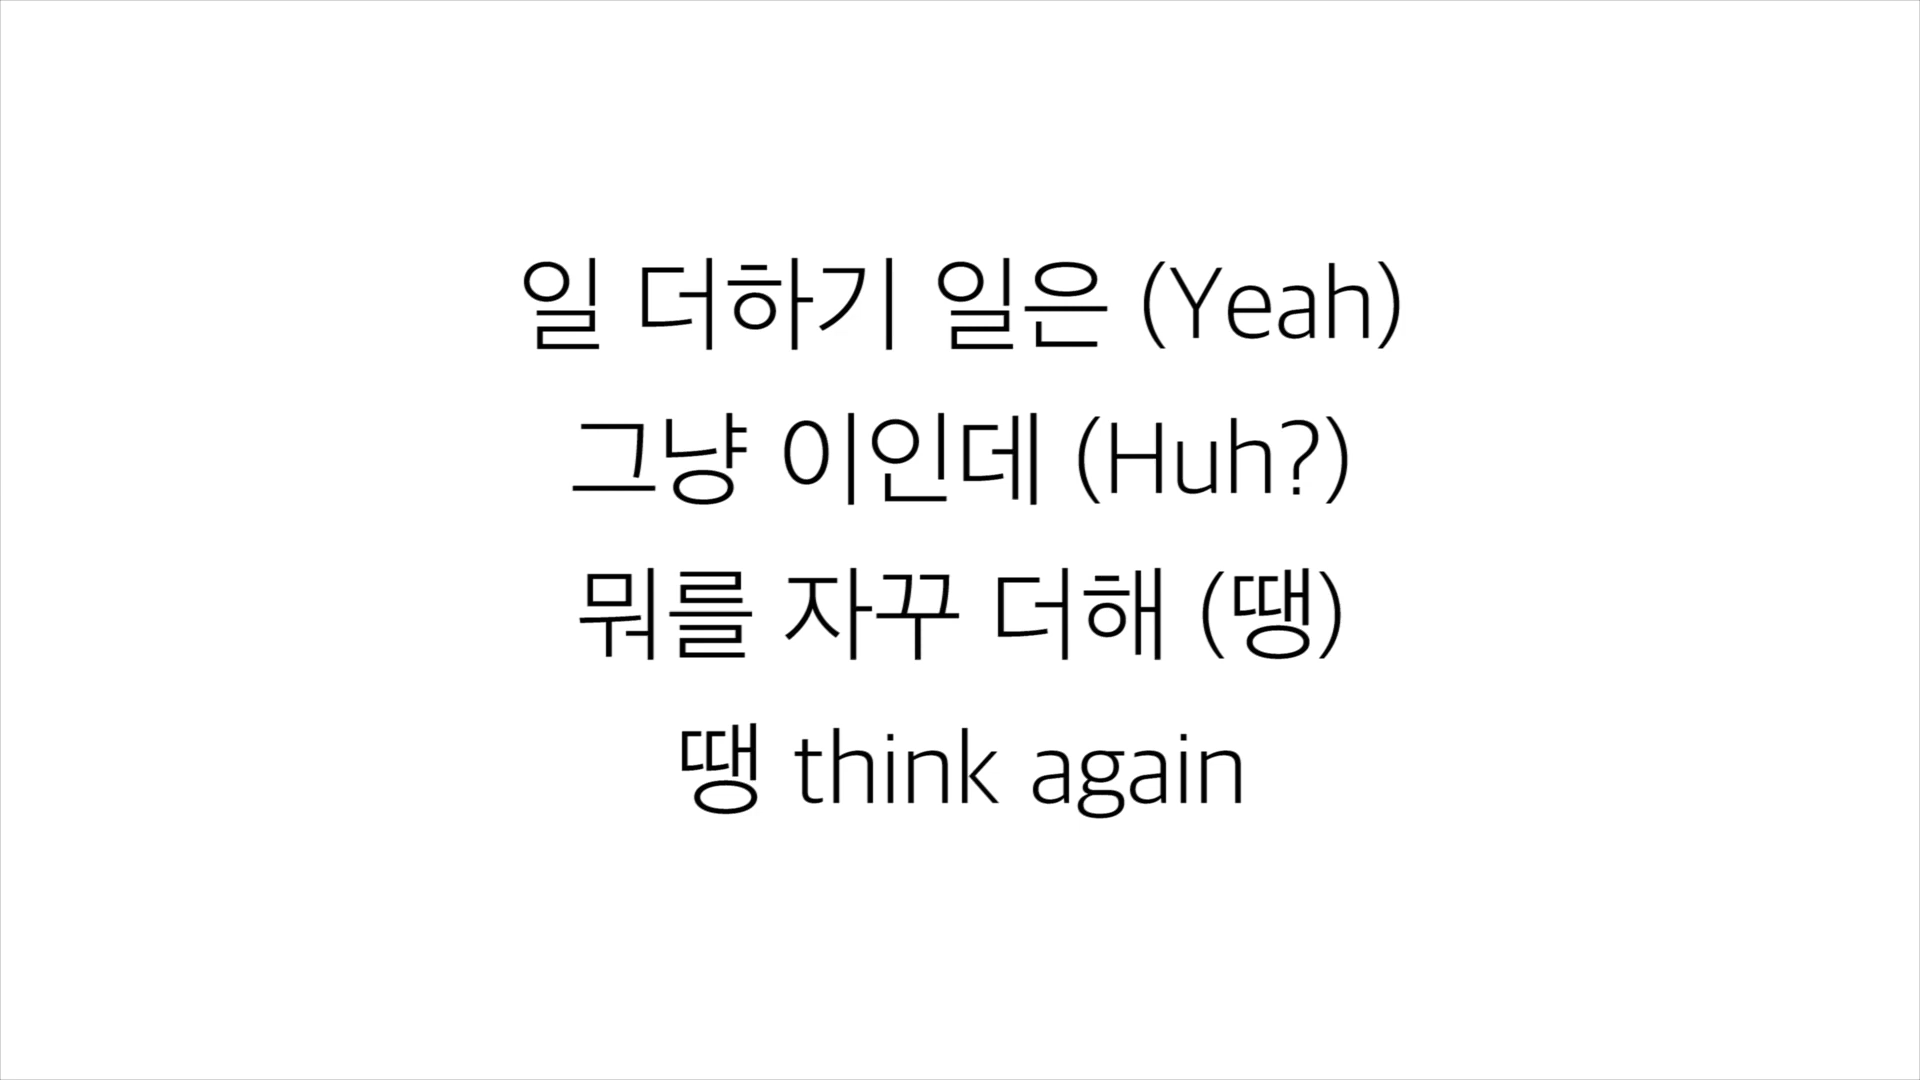 일 더하기 일은 (Yeah)
그냥 이인데 (Huh?)
뭐를 자꾸 더해 (땡)
땡 think again